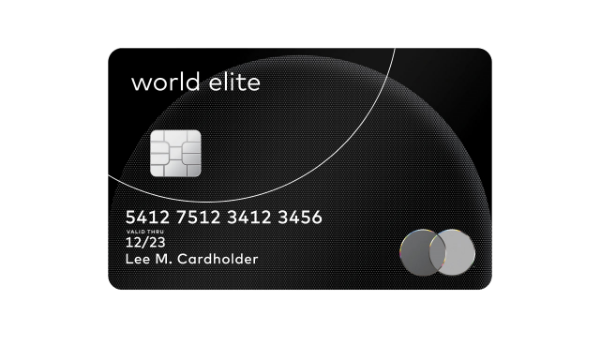 world elite
5412 7512 3412 3456
VALID THRU
12/23
Lee M. Cardholder